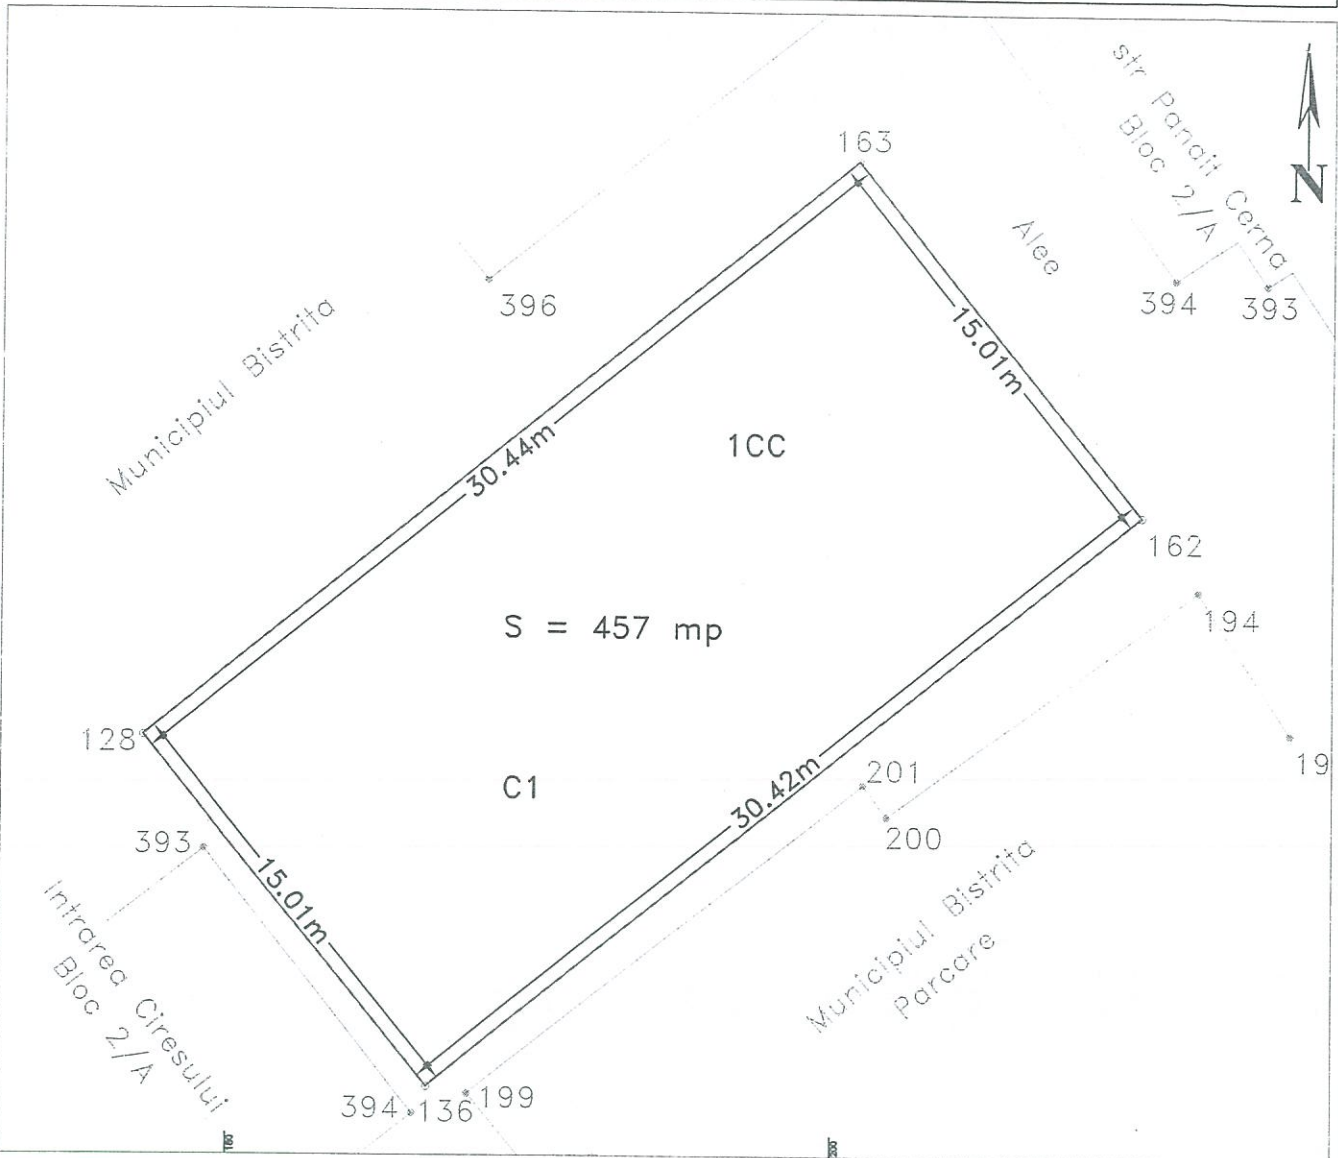 str Panait Cerna
Bloc 2/A
N
163
Alee
396
394
393
Municipiul Bistrita
15.01m
30.44m
1CC
162
S = 457 mp
194
128
19
C1
30.42m
201
393
200
15.01m
Municipiul Bistrita
Parcare
Intrarea Ciresului
Bloc 2/A
394
136
199
180
200